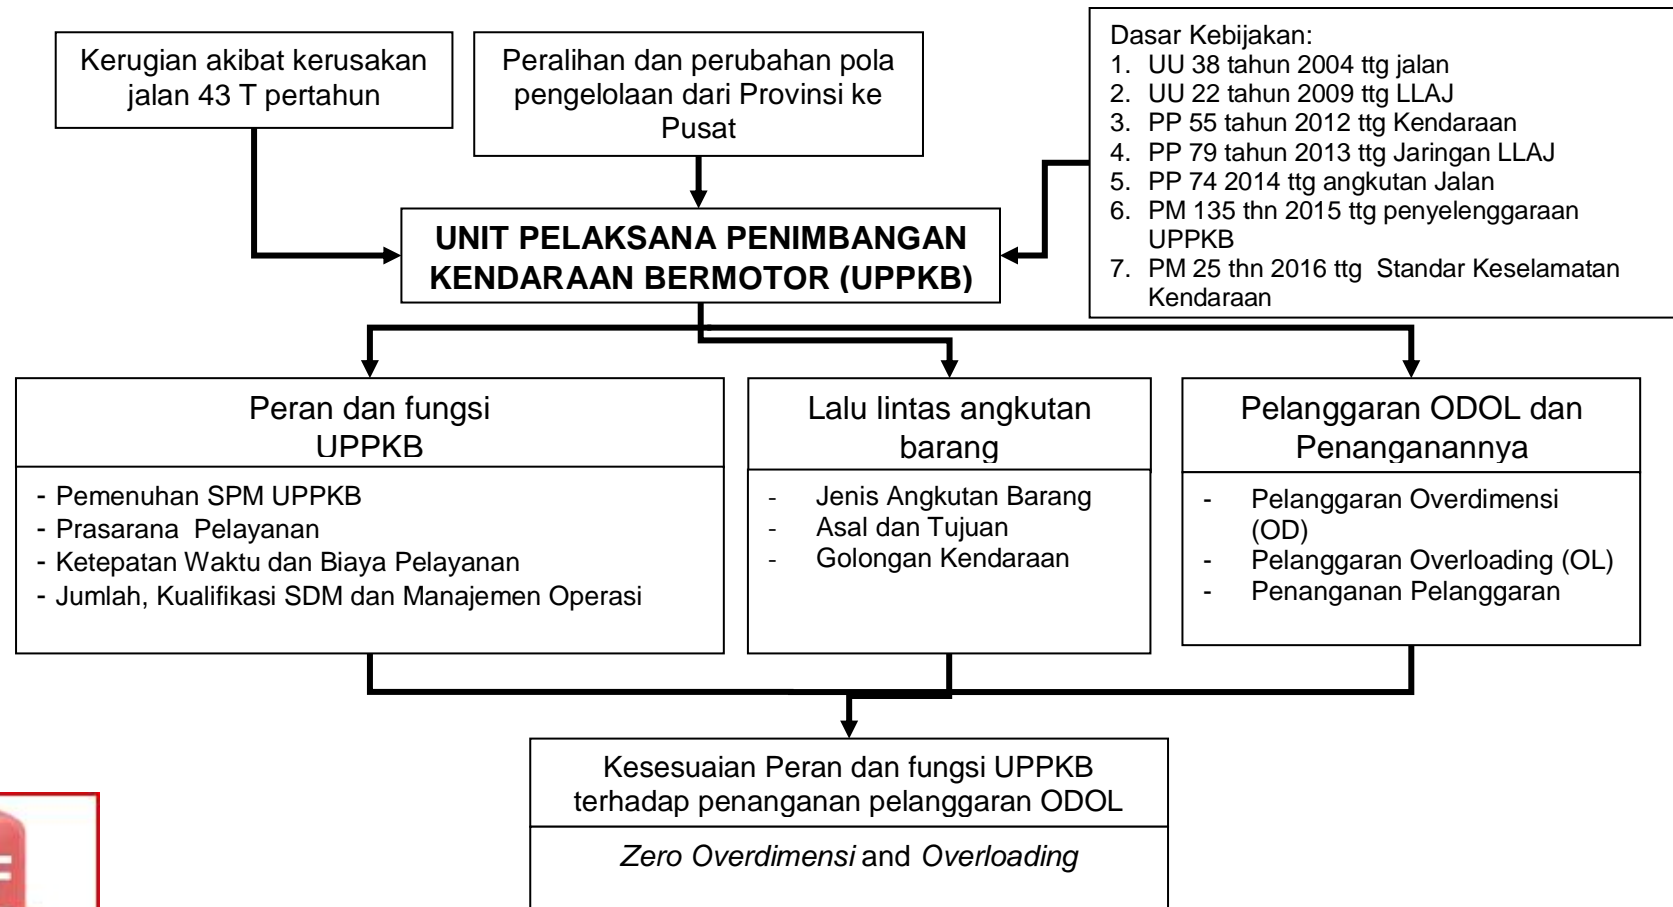 Kerugian akibat kerusakan
jalan 43 T pertahun
Peralihan dan perubahan pola
pengelolaan dari Provinsi ke
Pusat
Dasar Kebijakan:
1. UU 38 tahun 2004 ttg jalan
2. UU 22 tahun 2009 ttg LLAJ
3. PP 55 tahun 2012 ttg Kendaraan
4. PP 79 tahun 2013 ttg Jaringan LLAJ
5. PP 74 2014 ttg angkutan Jalan
6. PM 135 thn 2015 ttg penyelenggaraan
UPPKB
7. PM 25 thn 2016 ttg Standar Keselamatan
Kendaraan
UNIT PELAKSANA PENIMBANGAN
KENDARAAN BERMOTOR (UPPKB)
Peran dan fungsi
UPPKB
- Pemenuhan SPM UPPKB
- Prasarana Pelayanan
- Ketepatan Waktu dan Biaya Pelayanan
- Jumlah, Kualifikasi SDM dan Manajemen Operasi
Lalu lintas angkutan
barang
- Jenis Angkutan Barang
- Asal dan Tujuan
- Golongan Kendaraan
Pelanggaran ODOL dan
Penanganannya
- Pelanggaran Overdimensi
(OD)
- Pelanggaran Overloading (OL)
- Penanganan Pelanggaran
Kesesuaian Peran dan fungsi UPPKB
terhadap penanganan pelanggaran ODOL
Zero Overdimensi and Overloading